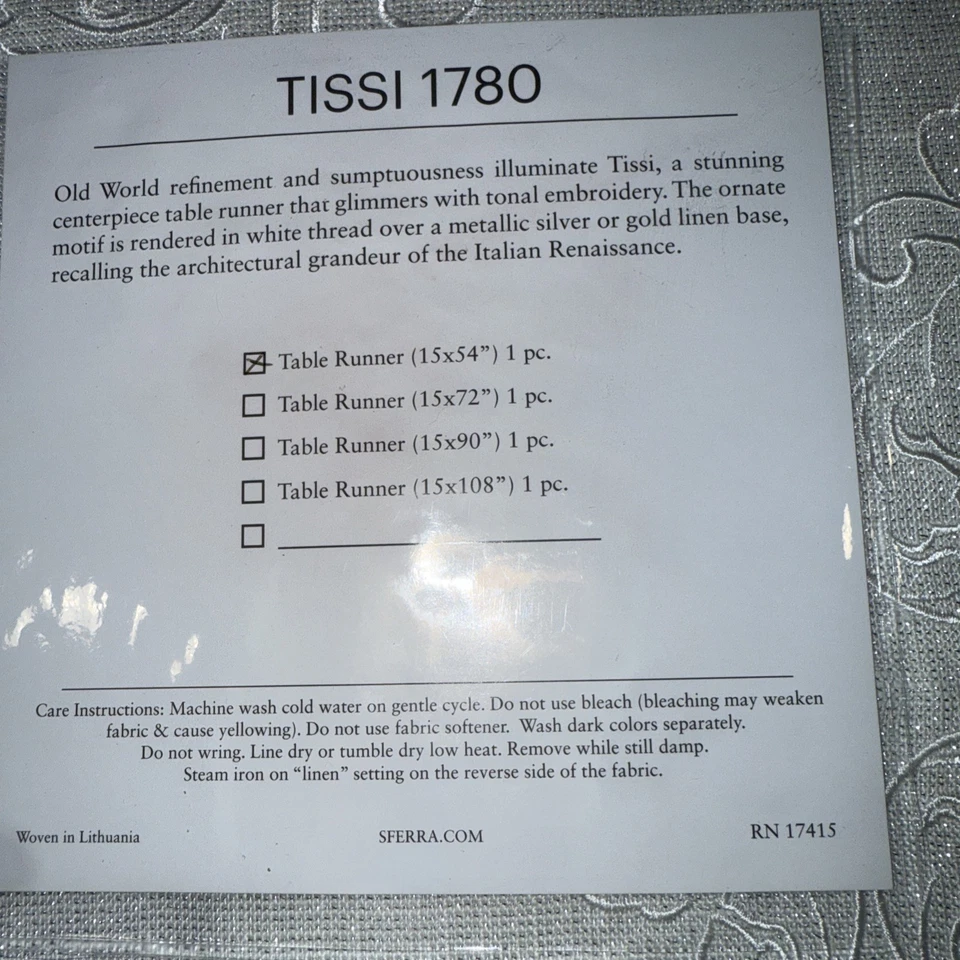 TISSI 1780
Old World refinement and sumptuousness illuminate Tissi, a stunning
centerpiece table runner that glimmers with tonal embroidery. The ornate
motif is rendered in white thread over a metallic silver or gold linen base,
recalling the architectural grandeur of the Italian Renaissance.
☒ Table Runner (15x54”) 1 pc.
☐ Table Runner (15x72”) 1 pc.
☐ Table Runner (15x90”) 1 pc.
☐ Table Runner (15x108”) 1 pc.
Care Instructions: Machine wash cold water on gentle cycle. Do not use bleach (bleaching may weaken
fabric & cause yellowing). Do not use fabric softener. Wash dark colors separately.
Do not wring. Line dry or tumble dry low heat. Remove while still damp.
Steam iron on “linen” setting on the reverse side of the fabric.
Woven in Lithuania
SFERRA.COM
RN 17415